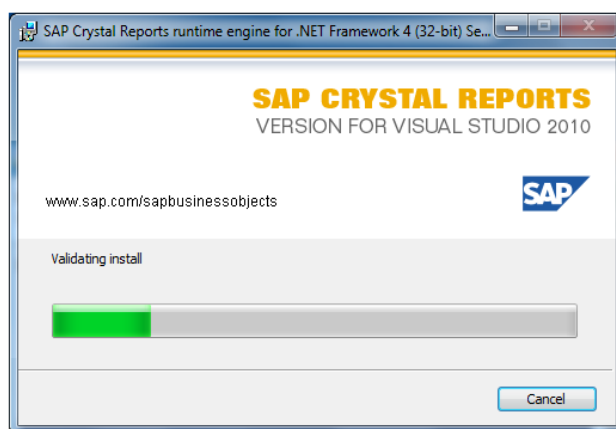 SAP Crystal Reports runtime engine for .NET Framework 4 (32-bit) Se...
SAP CRYSTAL REPORTS
VERSION FOR VISUAL STUDIO 2010
www.sap.com/sapbusinessobjects
SAP
Validating install
Cancel